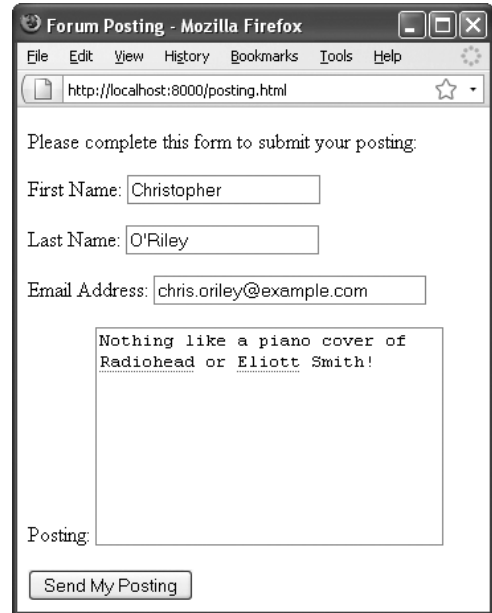 Forum Posting - Mozilla Firefox
File Edit View History Bookmarks Tools Help
http://localhost:8000/posting.html
Please complete this form to submit your posting:
First Name: Christopher
Last Name: O'Riley
Email Address: chris.oriley@example.com
Nothing like a piano cover of
Radiohead or Eliott Smith!
Posting:
Send My Posting